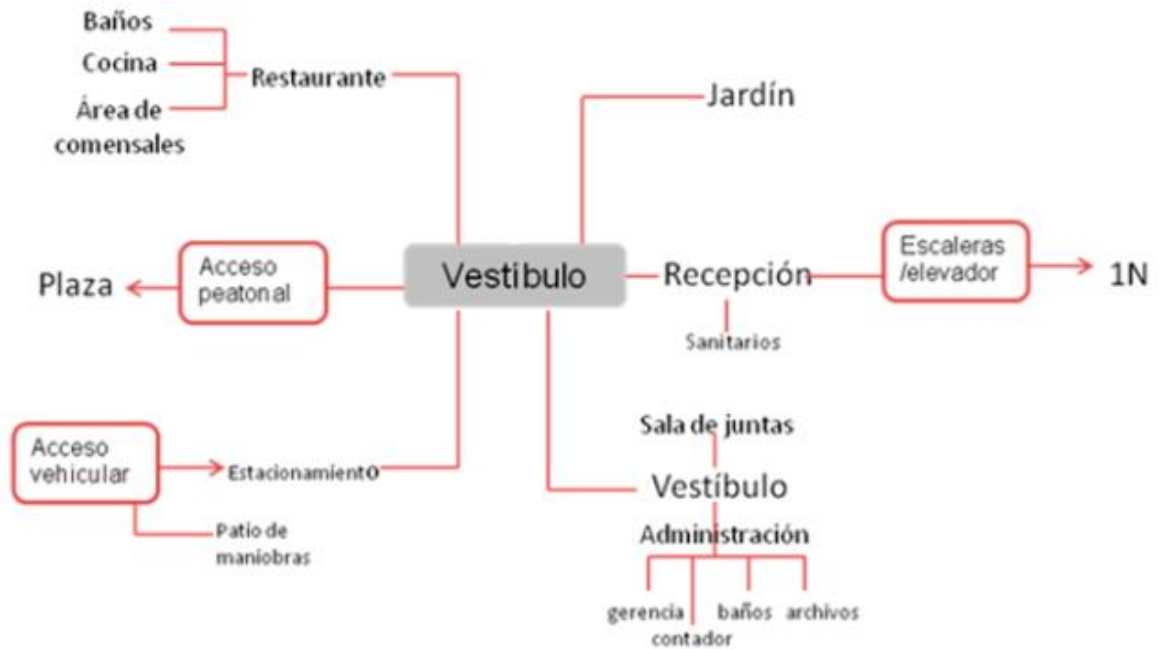 Baños
Cocina
Área de
comensales
Restaurante
Jardín
Plaza
Acceso
peatonal
Vestibulo
Recepción
Sanitarios
Escaleras
/elevador
1N
Acceso
vehicular
Estacionamiento
Patio de
maniobras
Sala de juntas
Vestíbulo
Administración
gerencia
contador
baños
archivos